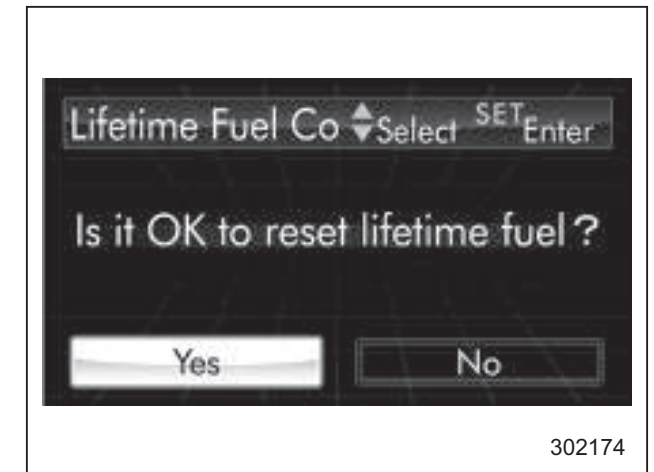 Lifetime Fuel Co Select SET Enter
Is it OK to reset lifetime fuel ?
Yes No
302174